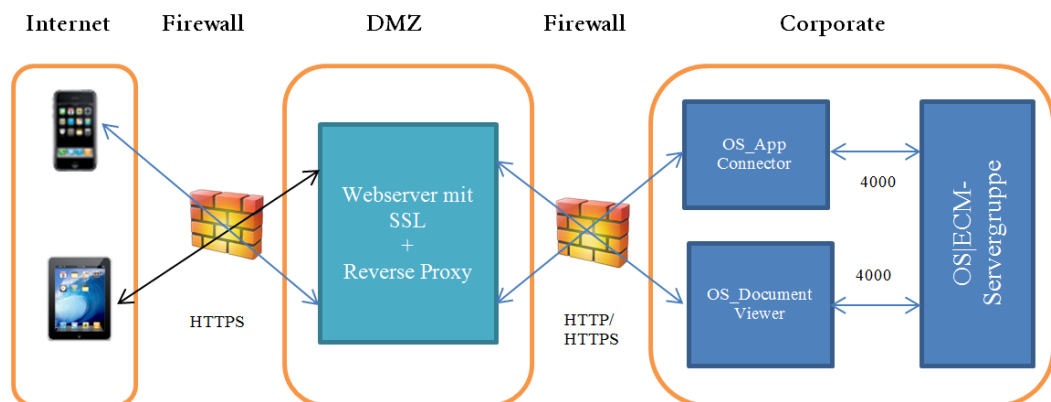 Internet
Firewall
DMZ
Firewall
Corporate
Webserver mit
SSL
+
Reverse Proxy
HTTPS
HTTP/
HTTPS
OS_App
Connector
4000
OS_Document
Viewer
4000
OS|ECM-
Servergruppe